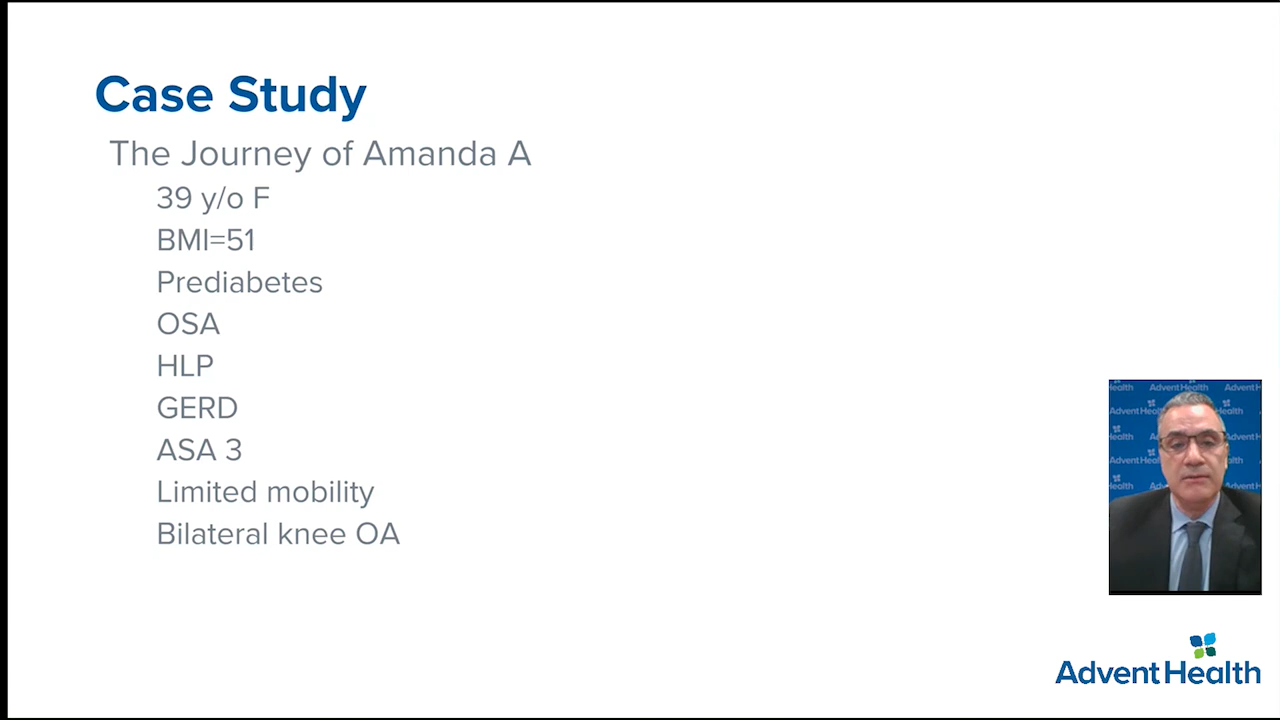 Case Study
The Journey of Amanda A
39 y/o F
BMI=51
Prediabetes
OSA
HLP
GERD
ASA 3
Limited mobility
Bilateral knee OA
AdventHealth